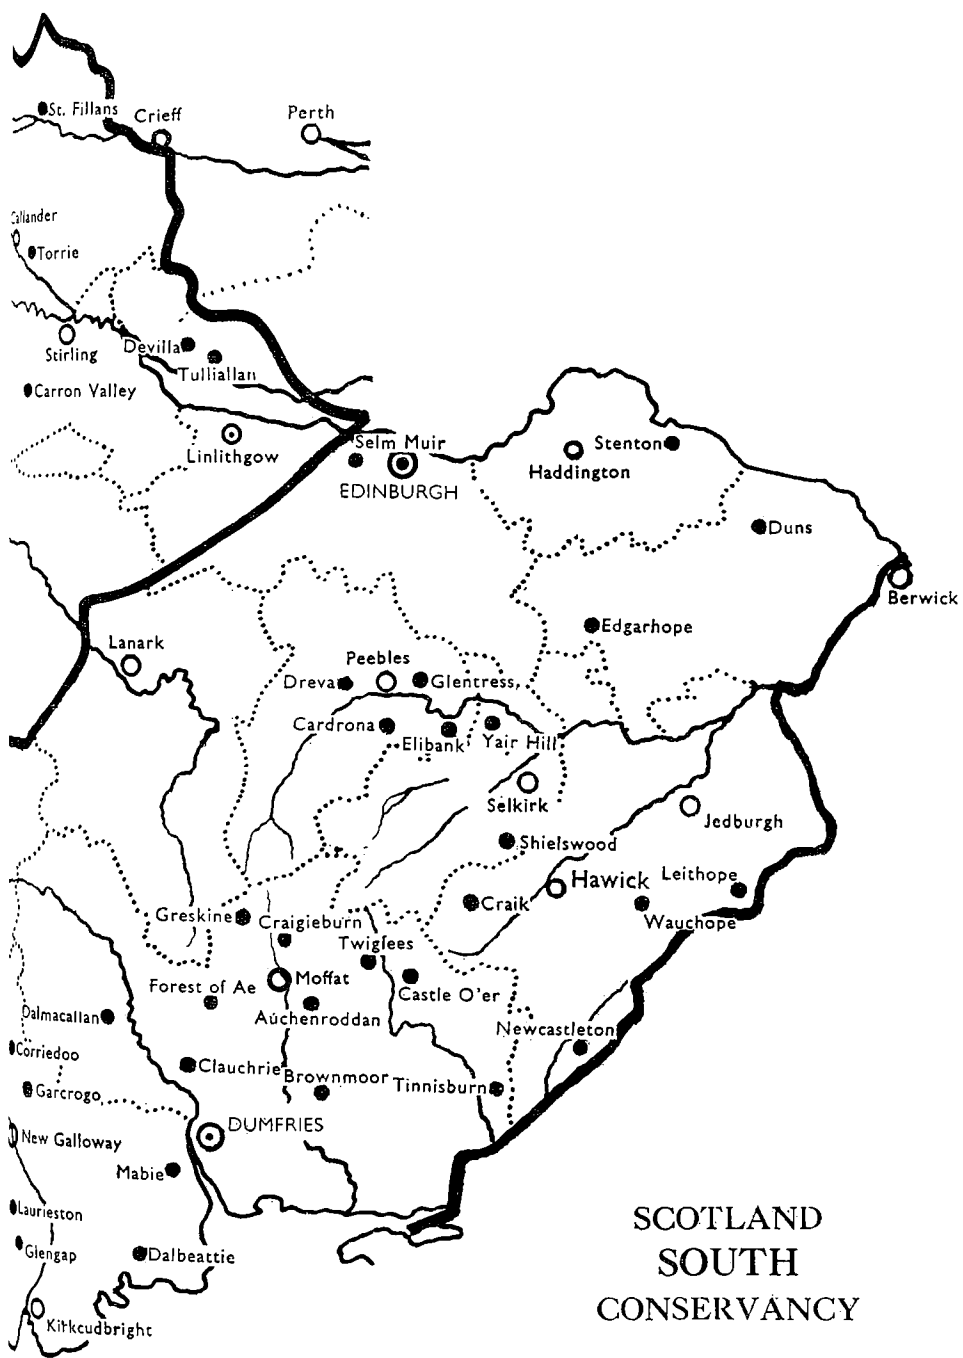 St. Fillans
Crieff
Perth
Callander
Torrie
Stirling
Devilla
Tulliallan
Carron Valley
Linlithgow
Selm Muir
EDINBURGH
Haddington
Stenton
Duns
Berwick
Edgarhope
Lanark
Peebles
Dreva
Glentress
Cardrona
Elibank
Yair Hill
Selkirk
Jedburgh
Shielswood
Hawick
Leithope
Craik
Wauchope
Greskine
Craigieburn
Twiglees
Forest of Ae
Moffat
Castle O'er
Auchenroddan
Dalmacallan
Newcastleton
Corriedoo
Clauchrie
Brownmoor
Tinnisburn
Garcrogo
DUMFRIES
New Galloway
Mabie
Laurieston
Glengap
Dalbeattie
Kirkcudbright
SCOTLAND
SOUTH
CONSERVANCY